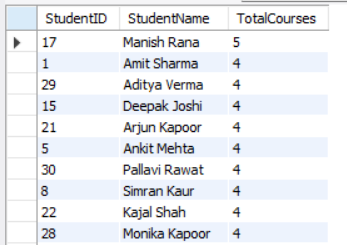 StudentID StudentName TotalCourses
17 Manish Rana 5
1 Amit Sharma 4
29 Aditya Verma 4
15 Deepak Joshi 4
21 Arjun Kapoor 4
5 Ankit Mehta 4
30 Pallavi Rawat 4
8 Simran Kaur 4
22 Kajal Shah 4
28 Monika Kapoor 4